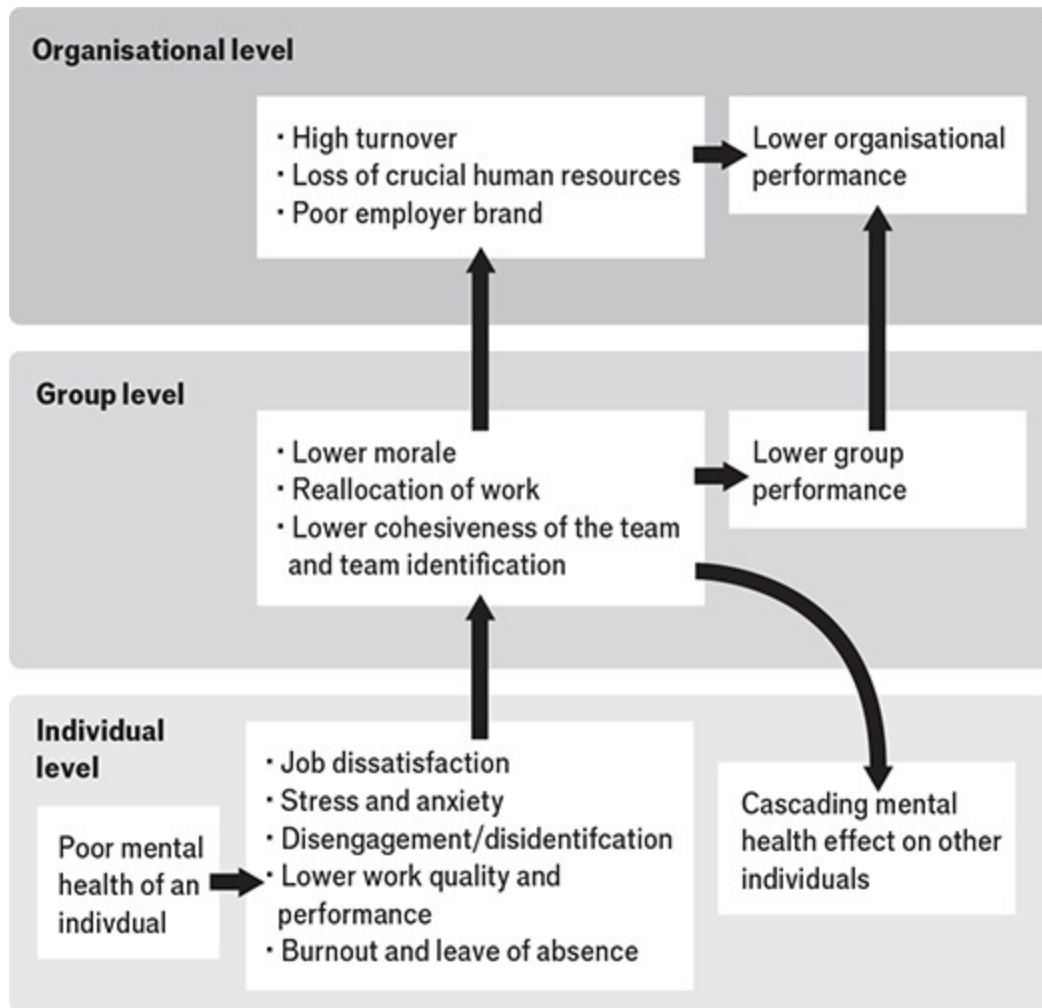 Organisational level
· High turnover
· Loss of crucial human resources
· Poor employer brand
Lower organisational
performance
Group level
· Lower morale
· Reallocation of work
· Lower cohesiveness of the team
and team identification
Lower group
performance
Individual
level
Poor mental
health of an
indivdual
· Job dissatisfaction
· Stress and anxiety
· Disengagement/disidentifcation
· Lower work quality and
performance
· Burnout and leave of absence
Cascading mental
health effect on other
individuals